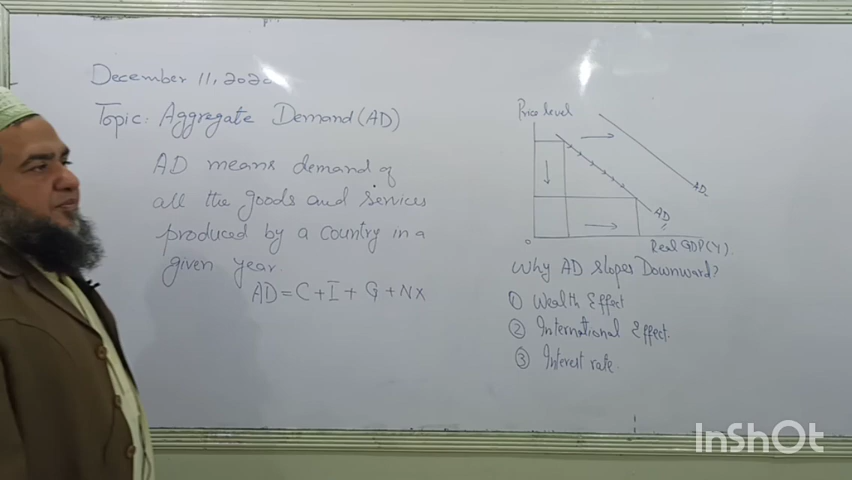 December 11, 2020
Topic: Aggregate Demand (AD)
AD means demand of
all the goods and services
produced by a country in a
given year.
AD = C + I + G + NX
Price level
AD
AD
0
Real GDP(Y)
Why AD Slopes Downward?
① Wealth Effect
② International Effect.
③ Interest rate.
InShOt